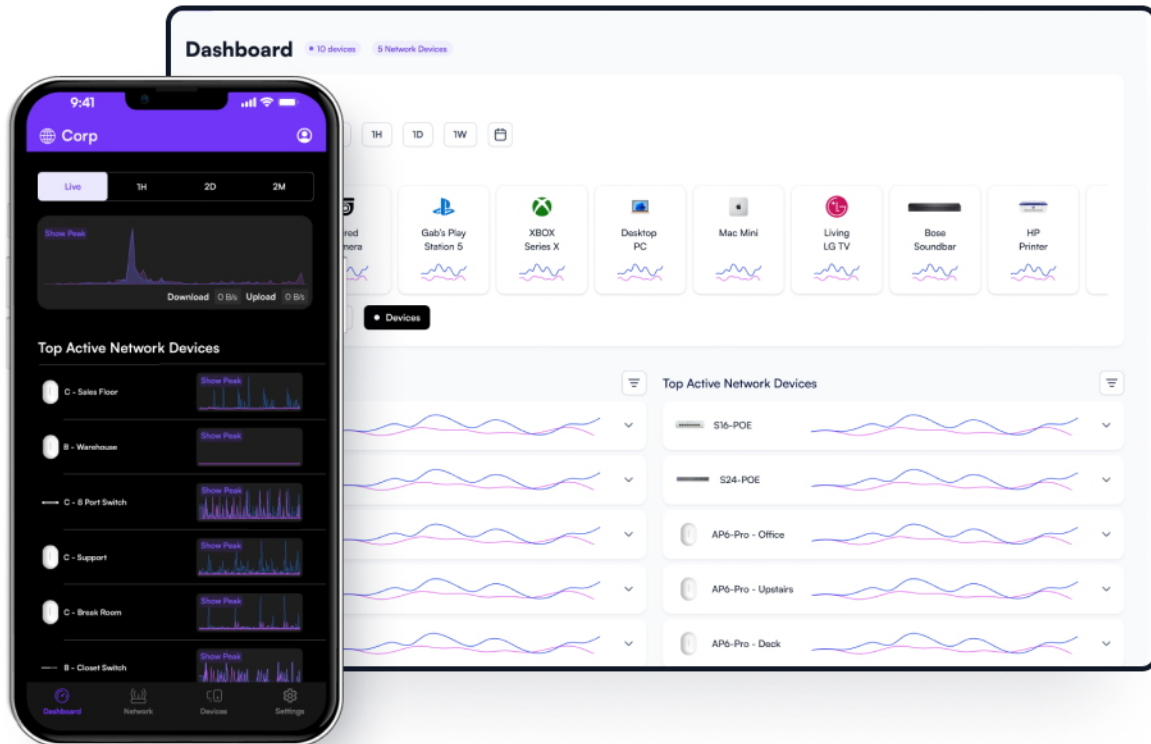 Dashboard
10 devices
5 Network Devices
1H
1D
1W
Gab's Play
Station 5
XBOX
Series X
Desktop
PC
Mac Mini
Living
LG TV
Bose
Soundbar
HP
Printer
Devices
Top Active Network Devices
S16-POE
S24-POE
AP6-Pro - Office
AP6-Pro - Upstairs
AP6-Pro - Deck
9:41
Corp
Live
1H
2D
2M
Show Peak
Download 0 B/s Upload 0 B/s
Top Active Network Devices
C - Sales Floor
Show Peak
B - Warehouse
Show Peak
C - 8 Port Switch
Show Peak
C - Support
Show Peak
C - Break Room
Show Peak
B - Closet Switch
Show Peak
Dashboard
Network
Devices
Settings